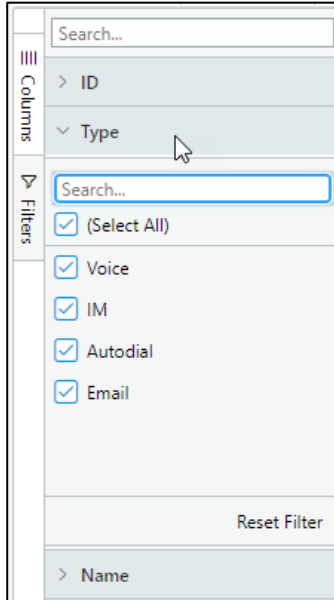 Search...
Columns
Filters
ID
Type
Search...
(Select All)
Voice
IM
Autodial
Email
Reset Filter
Name